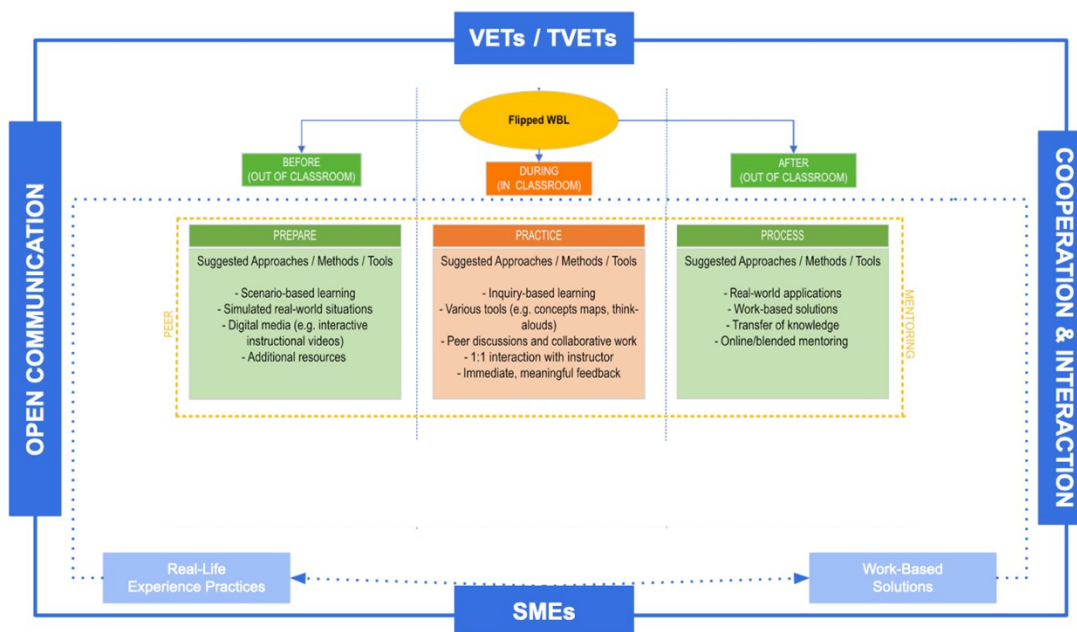 VETs / TVETs
Flipped WBL
BEFORE
(OUT OF CLASSROOM)
DURING
(IN CLASSROOM)
AFTER
(OUT OF CLASSROOM)
OPEN COMMUNICATION
COOPERATION & INTERACTION
PEER
MENTORING
PREPARE
Suggested Approaches / Methods / Tools
- Scenario-based learning
- Simulated real-world situations
- Digital media (e.g. interactive
instructional videos)
- Additional resources
PRACTICE
Suggested Approaches / Methods / Tools
- Inquiry-based learning
- Various tools (e.g. concepts maps, think-
alouds)
- Peer discussions and collaborative work
- 1:1 interaction with instructor
- Immediate, meaningful feedback
PROCESS
Suggested Approaches / Methods / Tools
- Real-world applications
- Work-based solutions
- Transfer of knowledge
- Online/blended mentoring
Real-Life
Experience Practices
Work-Based
Solutions
SMEs